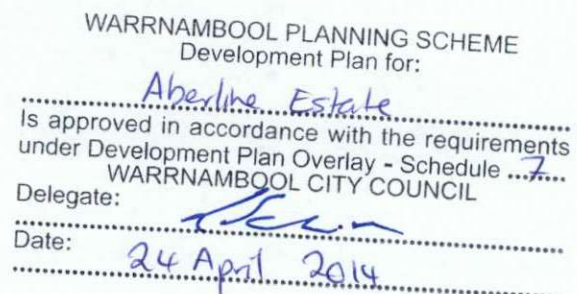 WARRNAMBOOL PLANNING SCHEME
Development Plan for:
Aberline Estate
Is approved in accordance with the requirements
under Development Plan Overlay - Schedule 7
WARRNAMBOOL CITY COUNCIL
Delegate:
Date: 24 April 2014